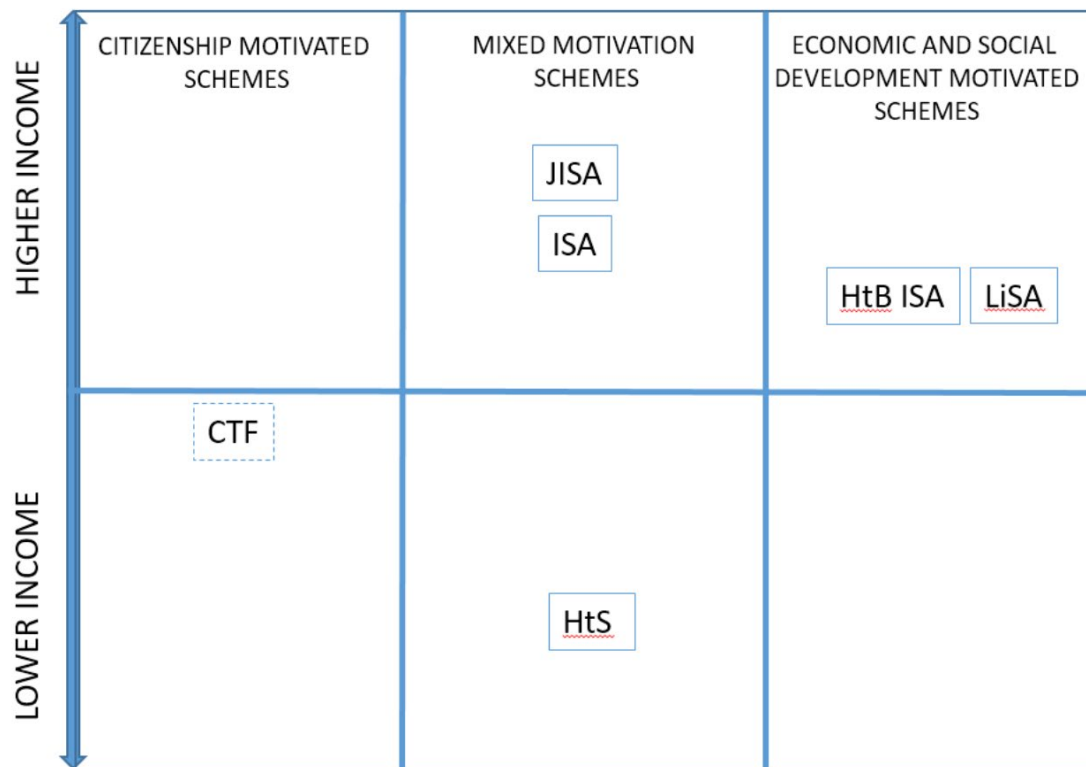 HIGHER INCOME
CITIZENSHIP MOTIVATED
SCHEMES
MIXED MOTIVATION
SCHEMES
ECONOMIC AND SOCIAL
DEVELOPMENT MOTIVATED
SCHEMES
JISA
ISA
HtB ISA
LiSA
LOWER INCOME
CTF
HtS